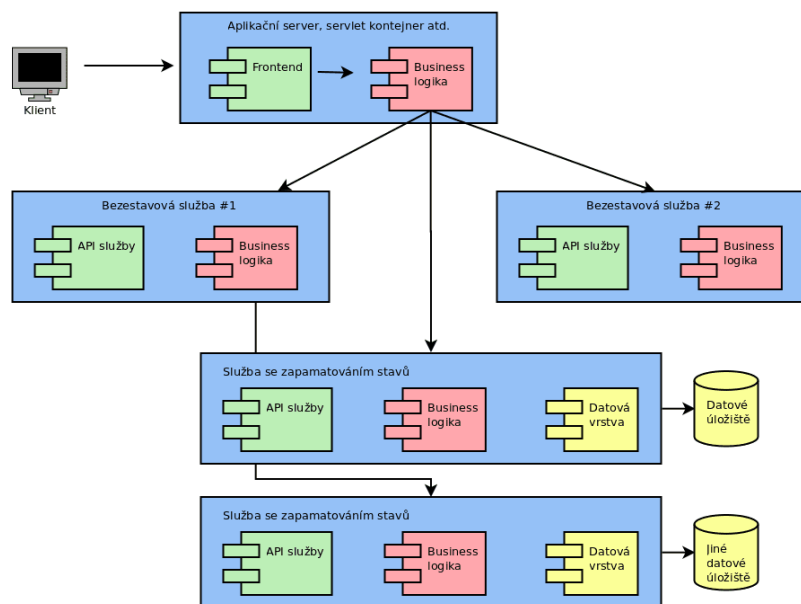 Aplikační server, servlet kontejner atd.
Frontend
Business
logika
Klient
Bezestavová služba #1
API služby
Business
logika
Bezestavová služba #2
API služby
Business
logika
Služba se zapamatováním stavů
API služby
Business
logika
Datová
vrstva
Datové
úložiště
Služba se zapamatováním stavů
API služby
Business
logika
Datová
vrstva
Jiné
datové
úložiště